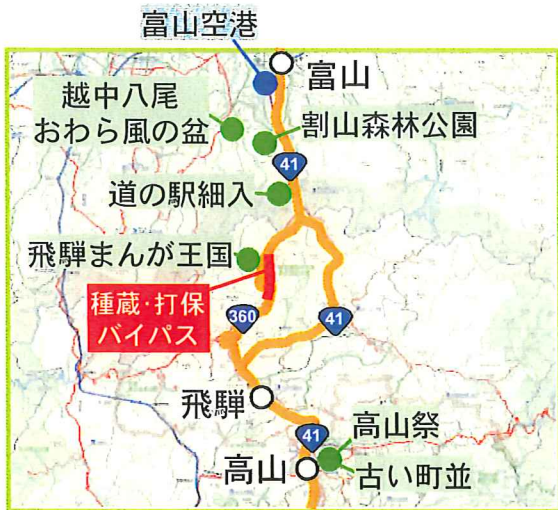 富山空港
富山
越中八尾
おわら風の盆
割山森林公園
41
道の駅細入
飛騨まんが王国
種蔵・打保
バイパス
360
41
飛騨
41
高山祭
高山
古い町並